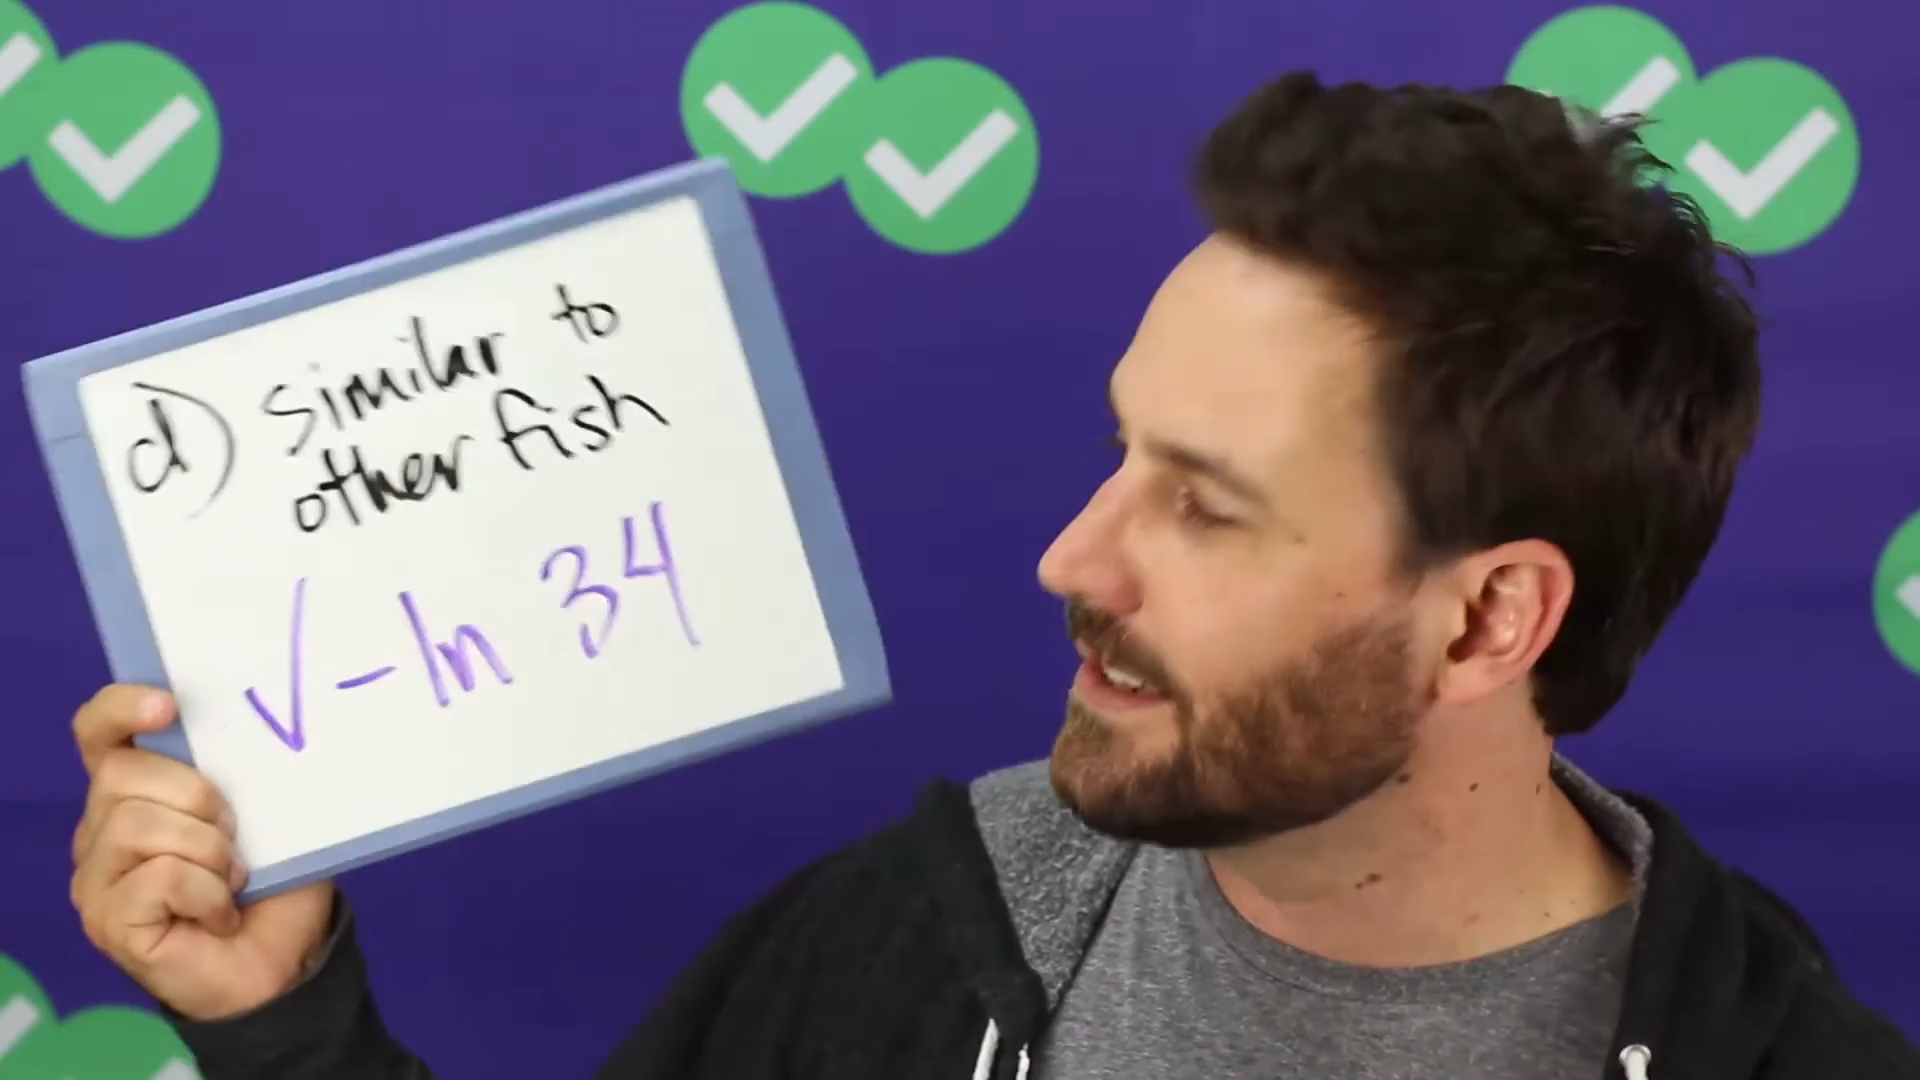 d) similar to
other fish
✓ - ln 34